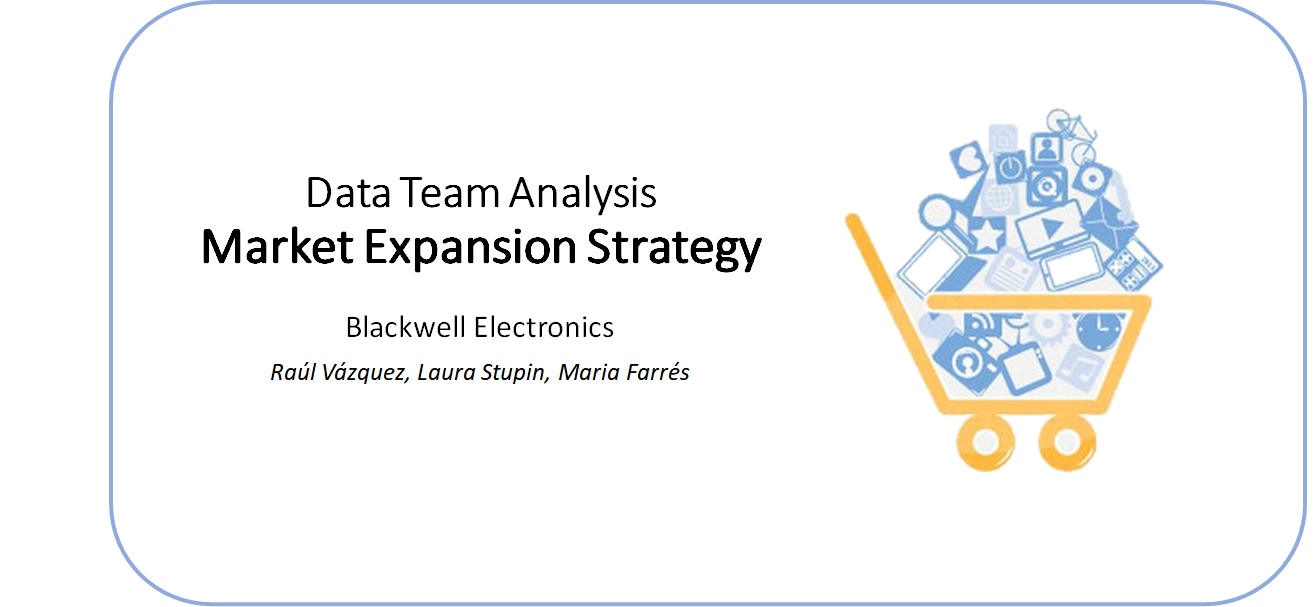 Data Team Analysis
Market Expansion Strategy
Blackwell Electronics
Raúl Vázquez, Laura Stupin, Maria Farrés